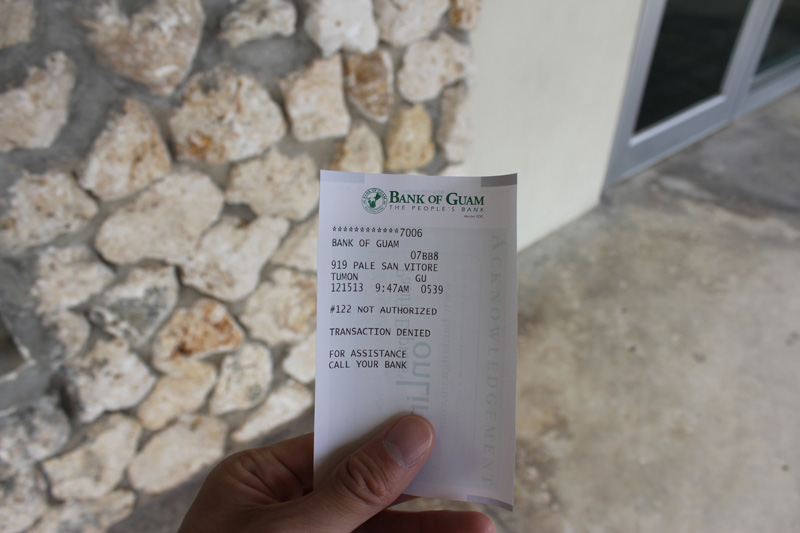 BANK OF GUAM
THE PEOPLE'S BANK
************7006
BANK OF GUAM
07BB8
919 PALE SAN VITORE
TUMON GU
121513 9:47AM 0539
#122 NOT AUTHORIZED
TRANSACTION DENIED
FOR ASSISTANCE
CALL YOUR BANK
ACKNOWLEDGEMENT